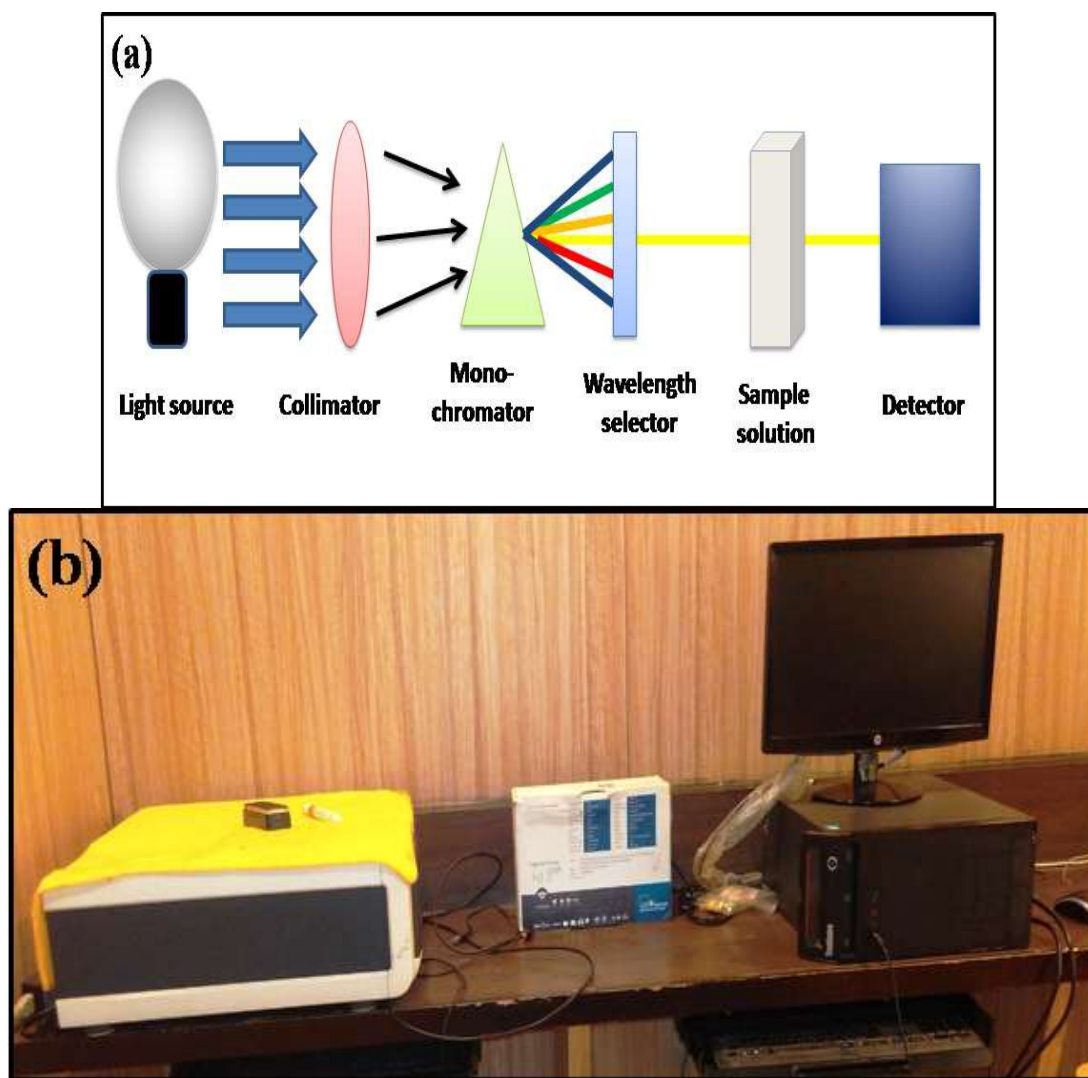 (a)
Light source
Collimator
Mono-
chromator
Wavelength
selector
Sample
solution
Detector
(b)